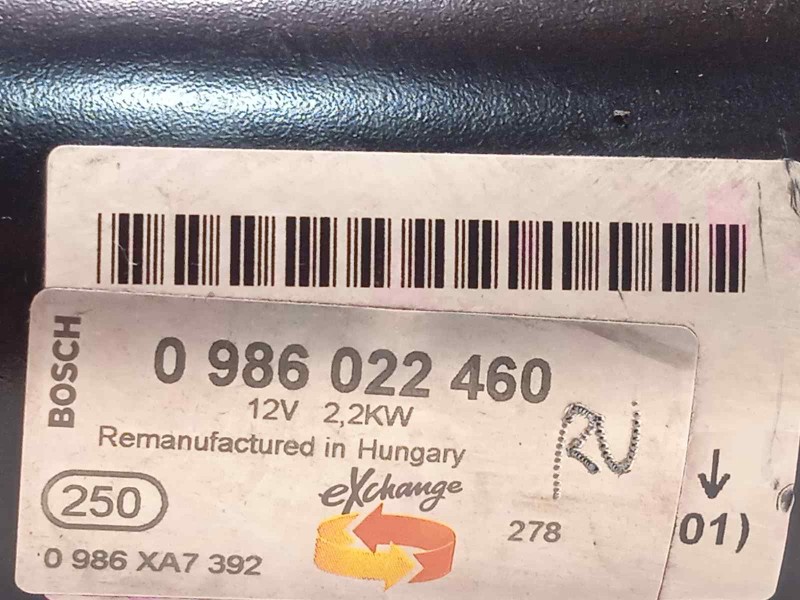 BOSCH
0 986 022 460
12V 2,2KW
Remanufactured in Hungary
eXchange
250
278
01)
0 986 XA7 392